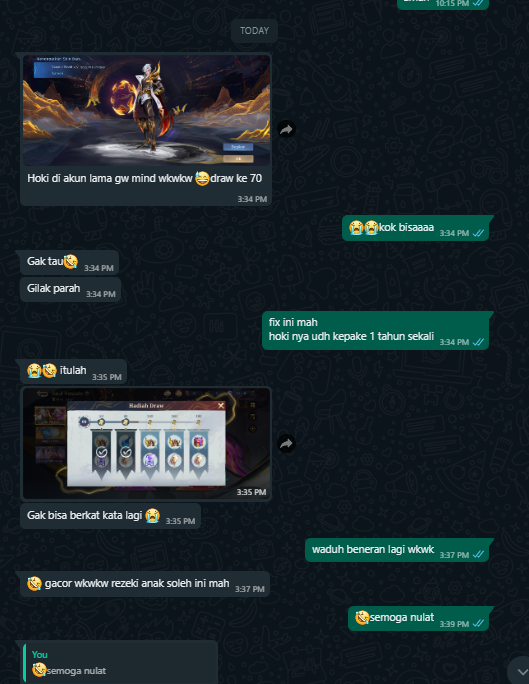 10:15 PM
TODAY
Hoki di akun lama gw mind wkwkw 😅draw ke 70
3:34 PM
😭😭kok bisaaaa 3:34 PM
Gak tau🤣 3:34 PM
Gilak parah 3:34 PM
fix ini mah
hoki nya udh kepake 1 tahun sekali 3:34 PM
😭🤣 itulah 3:35 PM
Hadiah Draw
3:35 PM
Gak bisa berkat kata lagi 😭 3:35 PM
waduh beneran lagi wkwk 3:37 PM
🤣 gacor wkwkw rezeki anak soleh ini mah 3:37 PM
🤣semoga nulat 3:39 PM
You
🤣semoga nulat